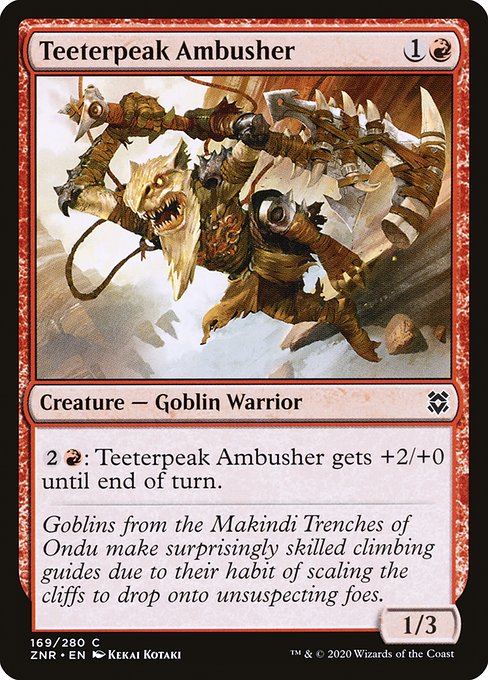 Teeterpeak Ambusher 1
Creature — Goblin Warrior
2 : Teeterpeak Ambusher gets +2/+0
until end of turn.
Goblins from the Makindi Trenches of
Ondu make surprisingly skilled climbing
guides due to their habit of scaling the
cliffs to drop onto unsuspecting foes.
1/3
169/280 C
ZNR • EN Kekai Kotaki
™ & © 2020 Wizards of the Coast